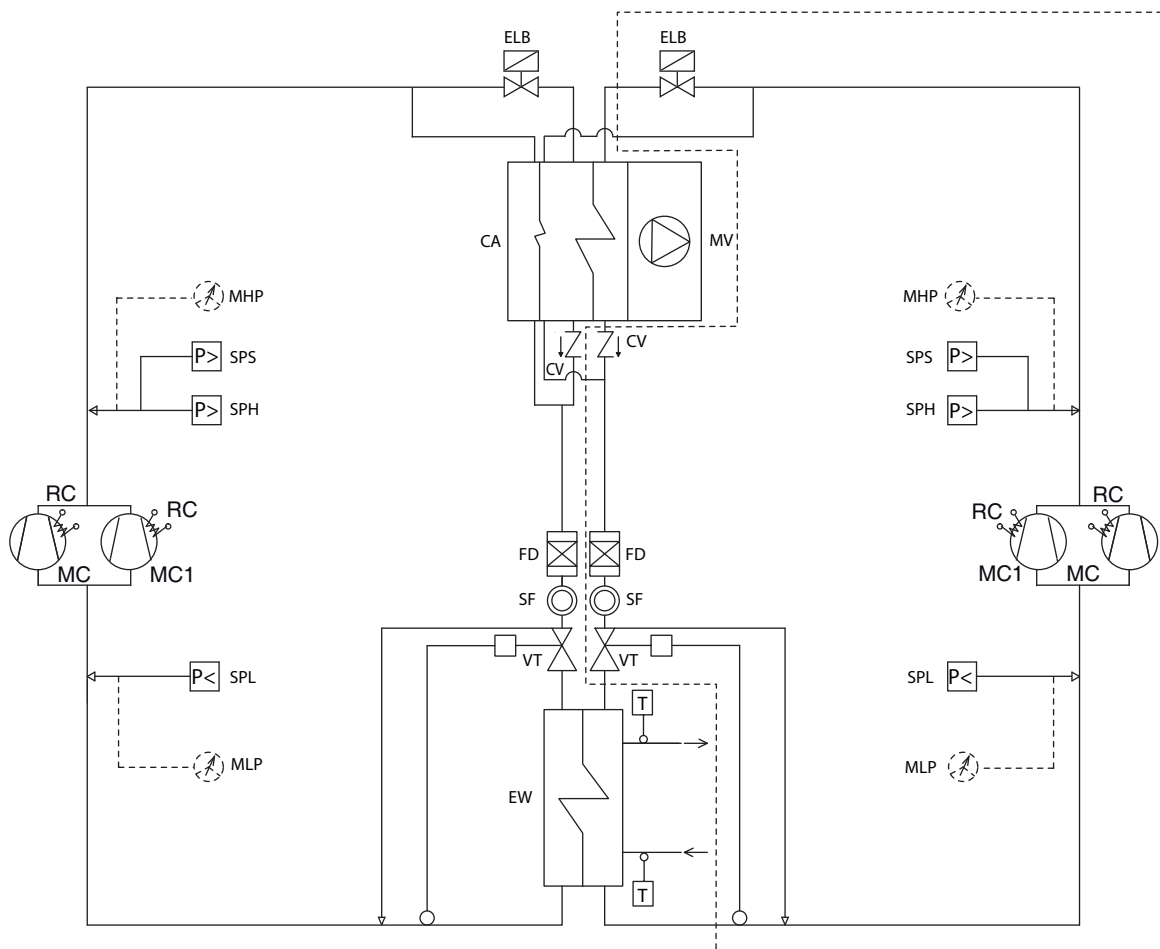 ELB
ELB
CA
MV
MHP
MHP
CV
CV
P>
SPS
SPS
P>
P>
SPH
SPH
P>
RC
RC
RC
RC
FD
FD
MC
MC1
MC1
MC
SF
SF
VT
VT
P<
SPL
SPL
P<
T
MLP
MLP
EW
T